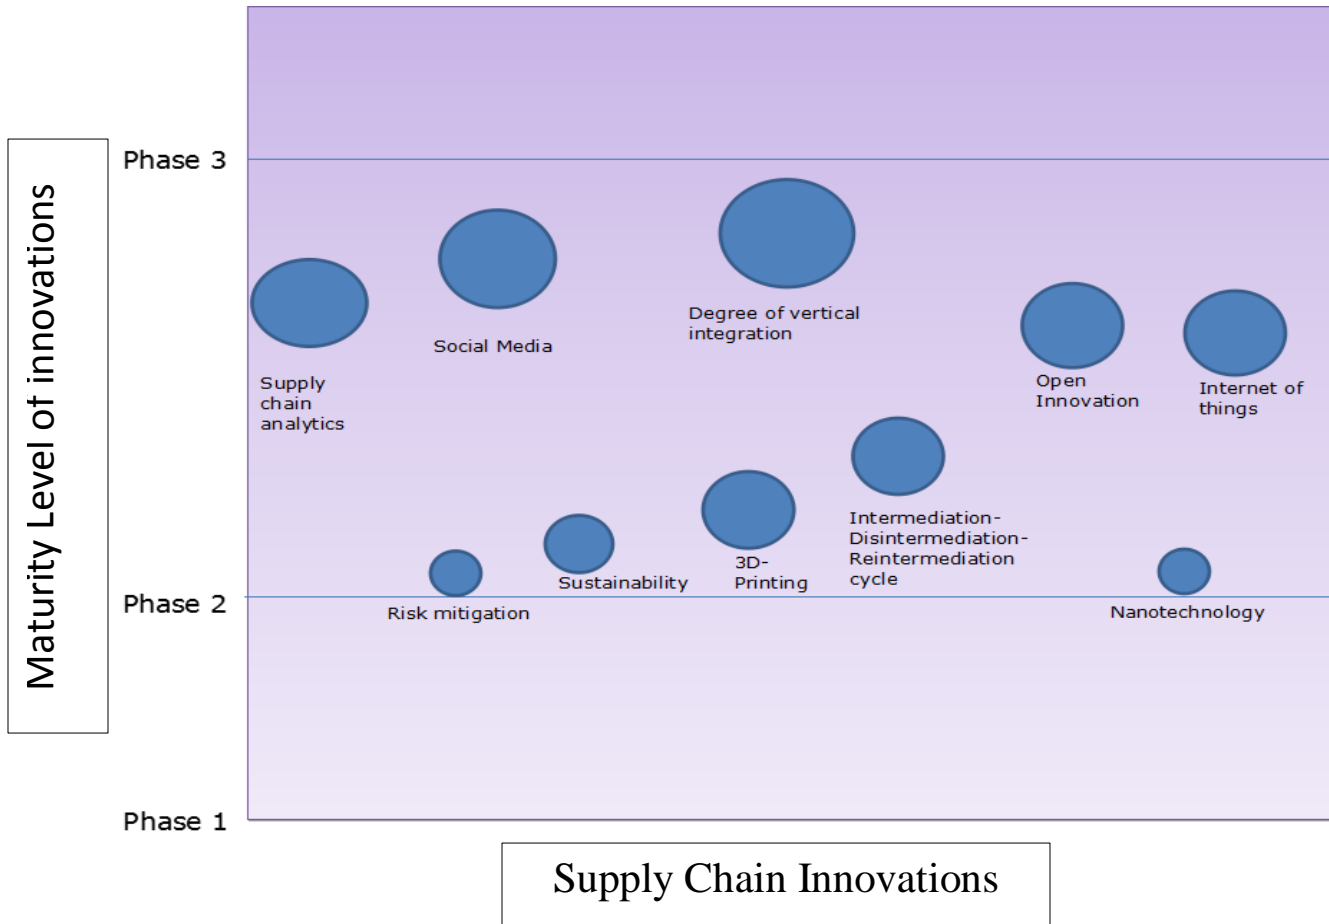 Maturity Level of innovations
Phase 3
Phase 2
Phase 1
Supply
chain
analytics
Social Media
Degree of vertical
integration
Open
Innovation
Internet of
things
Risk mitigation
Sustainability
3D-
Printing
Intermediation-
Disintermediation-
Reintermediation
cycle
Nanotechnology
Supply Chain Innovations